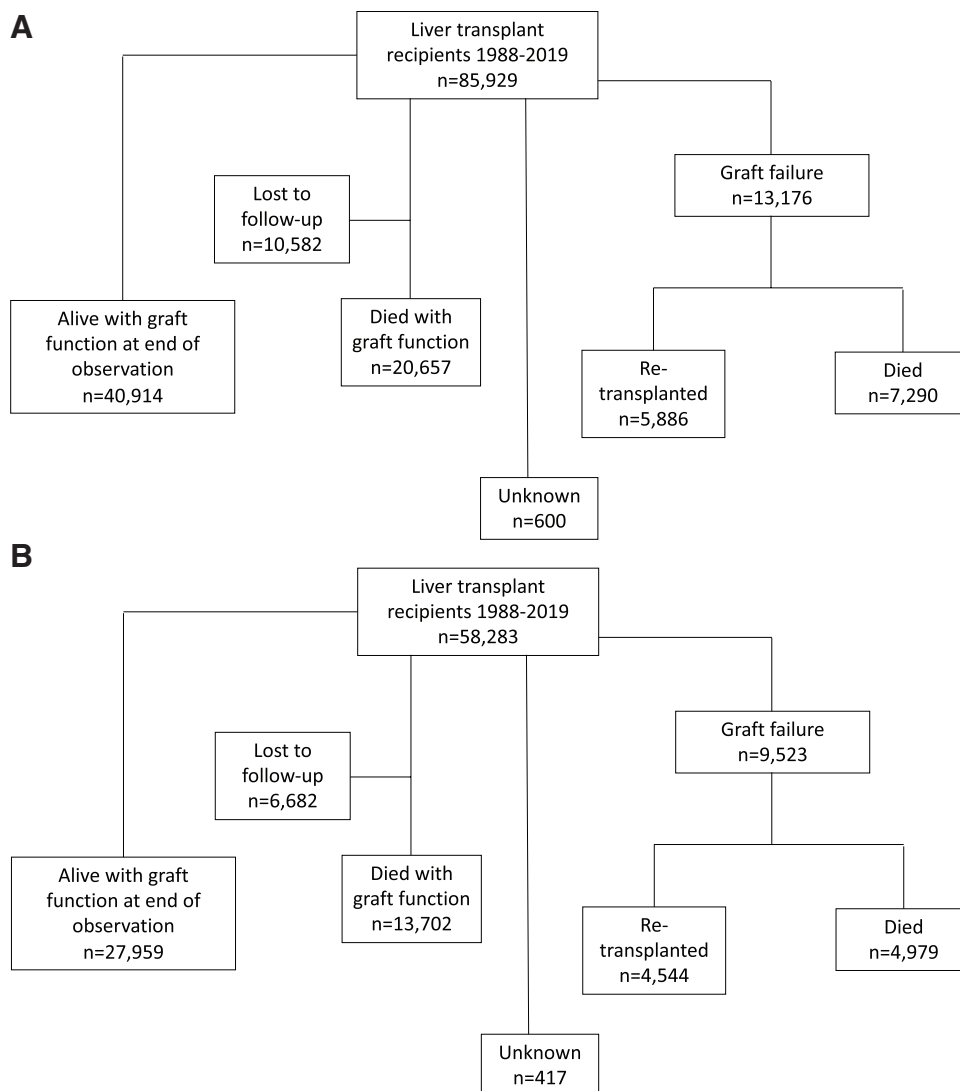 A
Liver transplant
recipients 1988-2019
n=85,929
Graft failure
n=13,176
Lost to
follow-up
n=10,582
Alive with graft
function at end of
observation
n=40,914
Died with
graft function
n=20,657
Re-
transplanted
n=5,886
Died
n=7,290
Unknown
n=600
B
Liver transplant
recipients 1988-2019
n=58,283
Graft failure
n=9,523
Lost to
follow-up
n=6,682
Alive with graft
function at end of
observation
n=27,959
Died with
graft function
n=13,702
Re-
transplanted
n=4,544
Died
n=4,979
Unknown
n=417